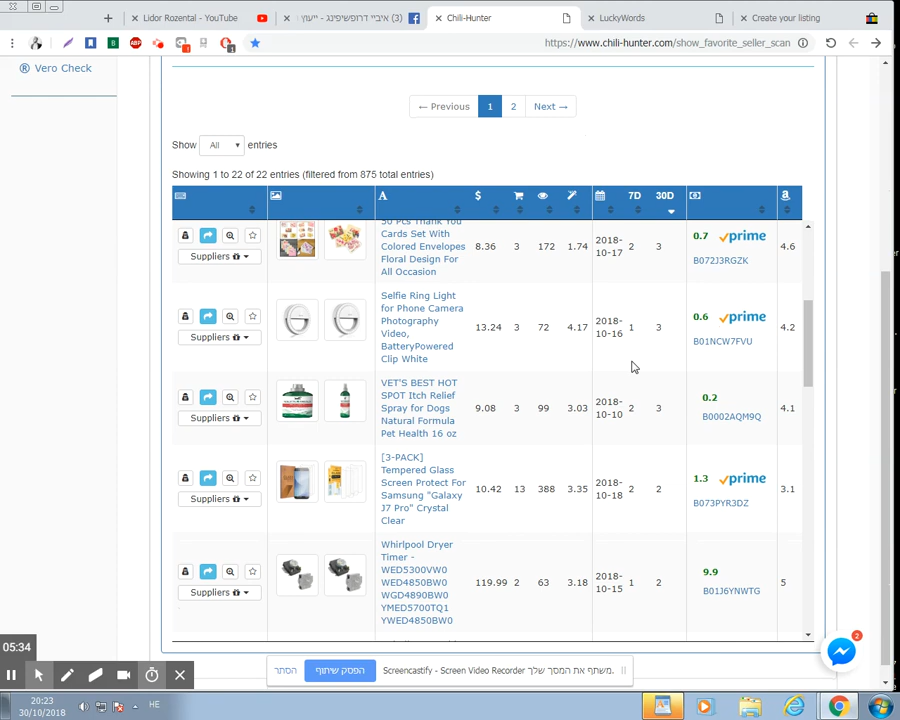 Lidor Rozental - YouTube
(3) איביי דרופשיפינג - ייעוץ
Chili-Hunter
LuckyWords
Create your listing
https://www.chili-hunter.com/show_favorite_seller_scan
Vero Check
← Previous 1 2 Next →
Show All entries
Showing 1 to 22 of 22 entries (filtered from 875 total entries)
A $ 7D 30D a
50 Pcs Thank You
Cards Set With
Colored Envelopes
Floral Design For
All Occasion
8.36 3 172 1.74 2018-
10-17 2 3 0.7 prime 4.6
B072J3RGZK
Suppliers
Selfie Ring Light
for Phone Camera
Photography
Video,
BatteryPowered
Clip White
13.24 3 72 4.17 2018-
10-16 1 3 0.6 prime 4.2
B01NCW7FVU
Suppliers
VET'S BEST HOT
SPOT Itch Relief
Spray for Dogs
Natural Formula
Pet Health 16 oz
9.08 3 99 3.03 2018-
10-10 2 3 0.2 4.1
B0002AQM9Q
Suppliers
[3-PACK]
Tempered Glass
Screen Protect For
Samsung "Galaxy
J7 Pro" Crystal
Clear
10.42 13 388 3.35 2018-
10-18 2 2 1.3 prime 3.1
B073PYR3DZ
Suppliers
Whirlpool Dryer
Timer -
WED5300VW0
WED4850BW0
WGD4890BW0
YMED5700TQ1
YWED4850BW0
119.99 2 63 3.18 2018-
10-15 1 2 9.9 5
B01J6YNWTG
Suppliers
05:34
2
Screencastify - Screen Video Recorder משתף את המסך שלך.
הפסק שיתוף
הסתר
20:23
30/10/2018
HE